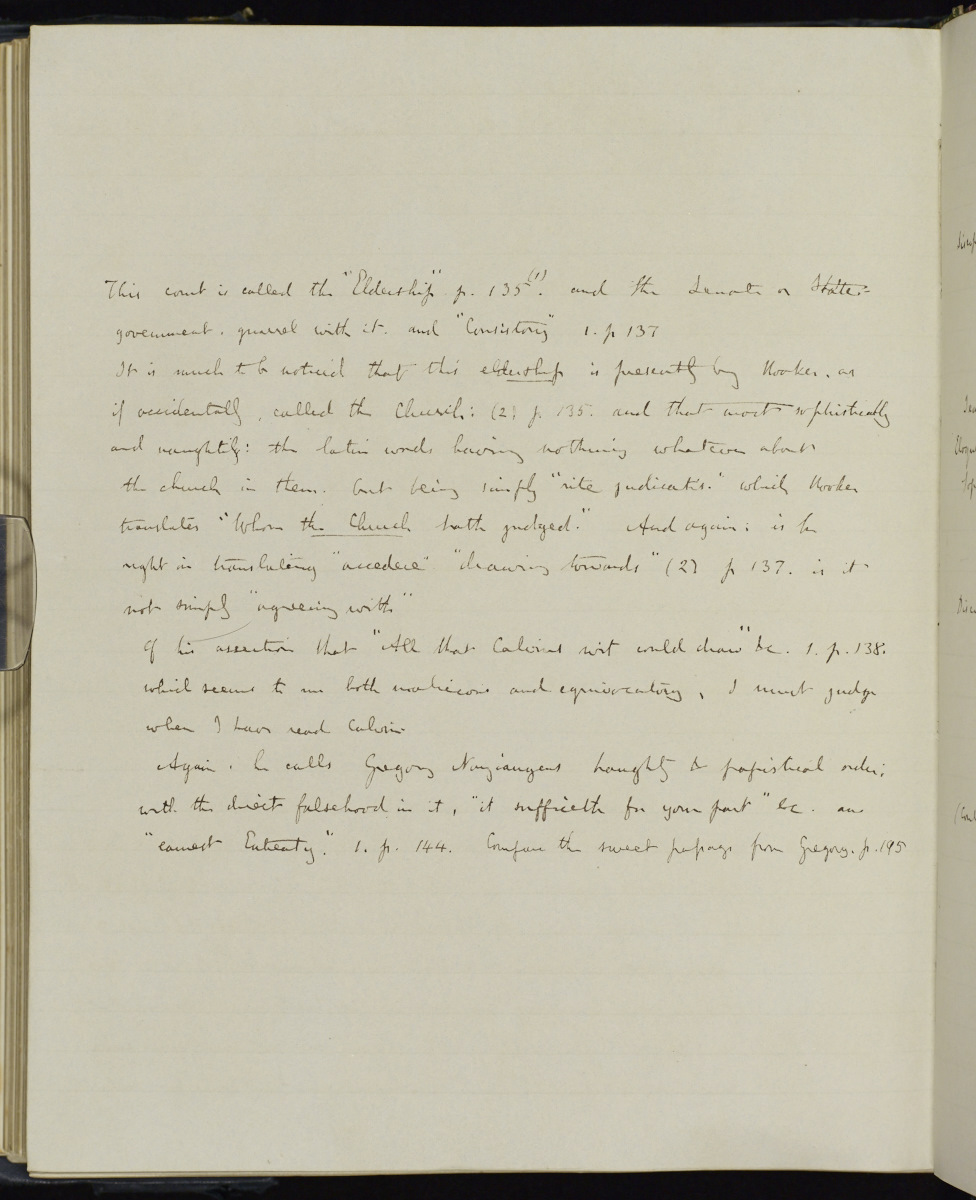 This court is called the "Eldership" p. 135 (1). and the Senate or State-
government. quarrel with it. and "Consistory" 1. p 137
It is much to be noticed that this eldership is presently by Hooker, as
if accidentally, called the Church: (2) p. 135. and that most sophistically
and naughtily: the latin words having nothing whatever about
the church in them. but being simply "rite judicatis." which Hooker
translates "Whom the Church hath judged." And again: is he
right in translating "accedere" "drawing towards" (2) p 137. is it
not simply "agreeing with"
Of his assertion that "All that Calvins wit could draw" &c. 1. p. 138.
which seems to me both malicious and equivocatory, I must judge
when I have read Calvin
Again. he calls Gregory Nazianzens haughty & papistical order;
with the direct falsehood in it, "it sufficeth for your part" &c. an
"earnest Entreaty." 1. p. 144. Compare the sweet passage from Gregory. p. 195